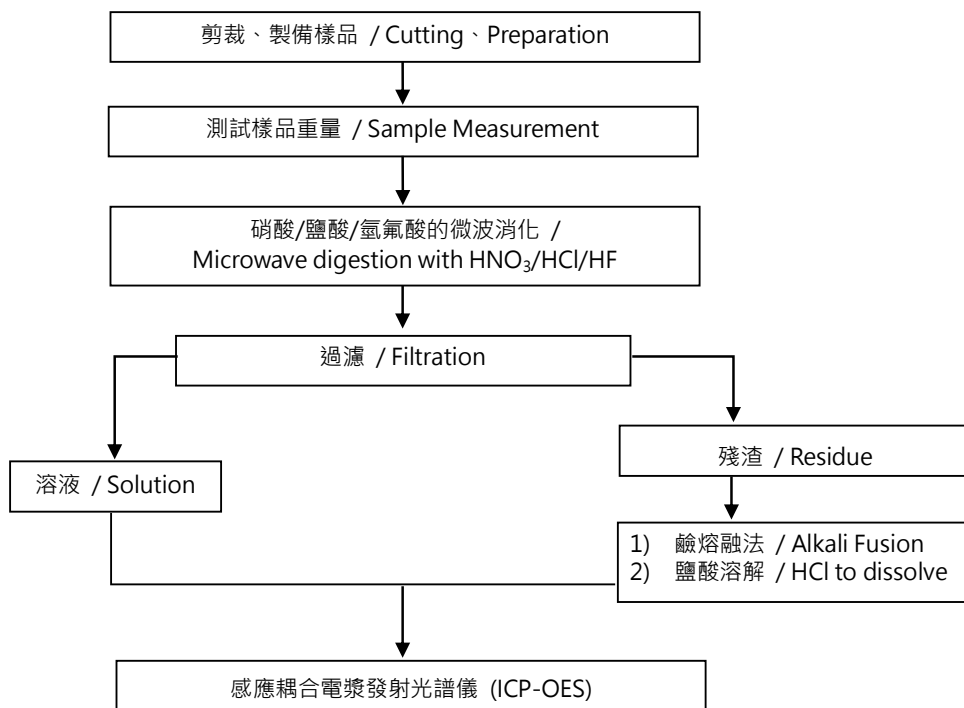 剪裁、製備樣品 / Cutting、Preparation
測試樣品重量 / Sample Measurement
硝酸/鹽酸/氫氟酸的微波消化 /
Microwave digestion with HNO₃/HCl/HF
過濾 / Filtration
溶液 / Solution
殘渣 / Residue
1) 鹼熔融法 / Alkali Fusion
2) 鹽酸溶解 / HCl to dissolve
感應耦合電漿發射光譜儀 (ICP-OES)